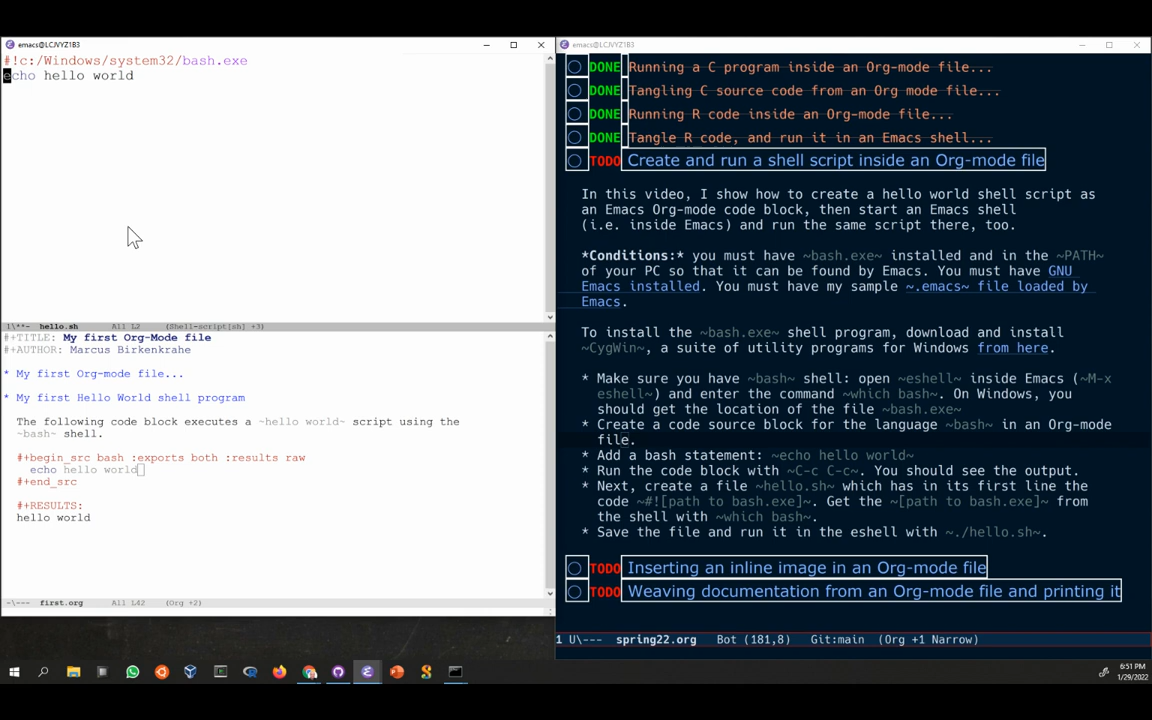 emacs@LCJVYZ1B3
#!c:/Windows/system32/bash.exe
echo hello world
1\**- hello.sh All L2 (Shell-script[sh] +3)
#+TITLE: My first Org-Mode file
#+AUTHOR: Marcus Birkenkrahe
* My first Org-mode file...
* My first Hello World shell program
The following code block executes a ~hello world~ script using the
~bash~ shell.
#+begin_src bash :exports both :results raw
echo hello world
#+end_src
#+RESULTS:
hello world
-\--- first.org All L42 (Org +2)
emacs@LCJVYZ1B3
DONE Running a C program inside an Org-mode file...
DONE Tangling C source code from an Org mode file...
DONE Running R code inside an Org-mode file...
DONE Tangle R code, and run it in an Emacs shell...
TODO Create and run a shell script inside an Org-mode file
In this video, I show how to create a hello world shell script as
an Emacs Org-mode code block, then start an Emacs shell
(i.e. inside Emacs) and run the same script there, too.
*Conditions:* you must have ~bash.exe~ installed and in the ~PATH~
of your PC so that it can be found by Emacs. You must have GNU
Emacs installed. You must have my sample ~.emacs~ file loaded by
Emacs.
To install the ~bash.exe~ shell program, download and install
~CygWin~, a suite of utility programs for Windows from here.
* Make sure you have ~bash~ shell: open ~eshell~ inside Emacs (~M-x
eshell~) and enter the command ~which bash~. On Windows, you
should get the location of the file ~bash.exe~
* Create a code source block for the language ~bash~ in an Org-mode
file.
* Add a bash statement: ~echo hello world~
* Run the code block with ~C-c C-c~. You should see the output.
* Next, create a file ~hello.sh~ which has in its first line the
code ~#![path to bash.exe]~. Get the ~[path to bash.exe]~ from
the shell with ~which bash~.
* Save the file and run it in the eshell with ~./hello.sh~.
TODO Inserting an inline image in an Org-mode file
TODO Weaving documentation from an Org-mode file and printing it
1 U\--- spring22.org Bot (181,8) Git:main (Org +1 Narrow)
6:51 PM
1/29/2022